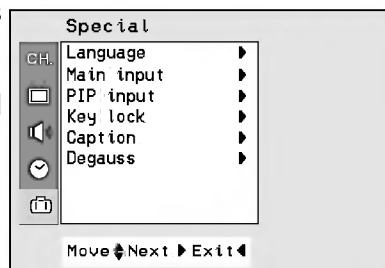 Special
CH.
Language
Main input
PIP input
Key lock
Caption
Degauss
Move Next Exit